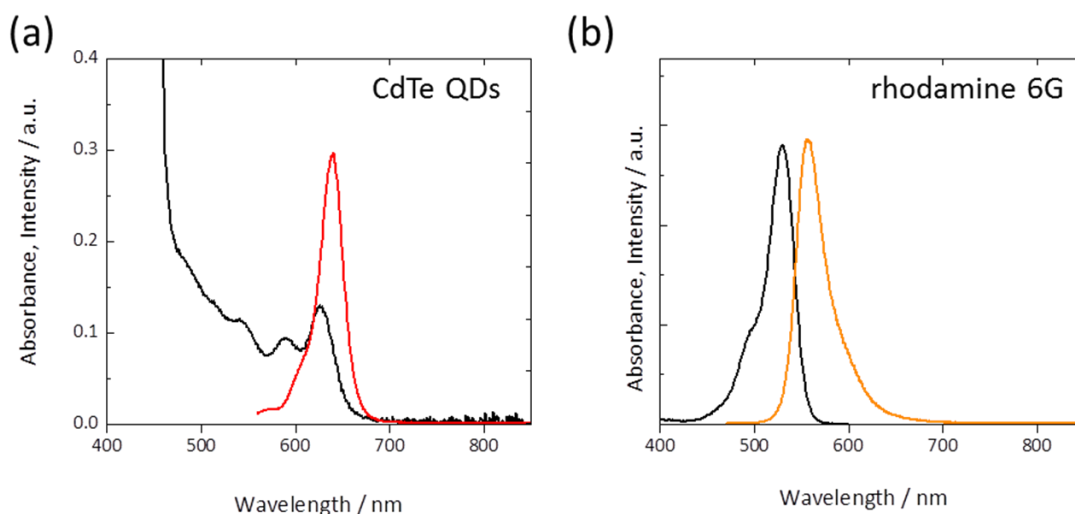 (a)
CdTe QDs
Absorbance, Intensity / a.u.
0.4
0.3
0.2
0.1
0.0
400 500 600 700 800
Wavelength / nm
(b)
rhodamine 6G
Absorbance, Intensity / a.u.
400 500 600 700 800
Wavelength / nm